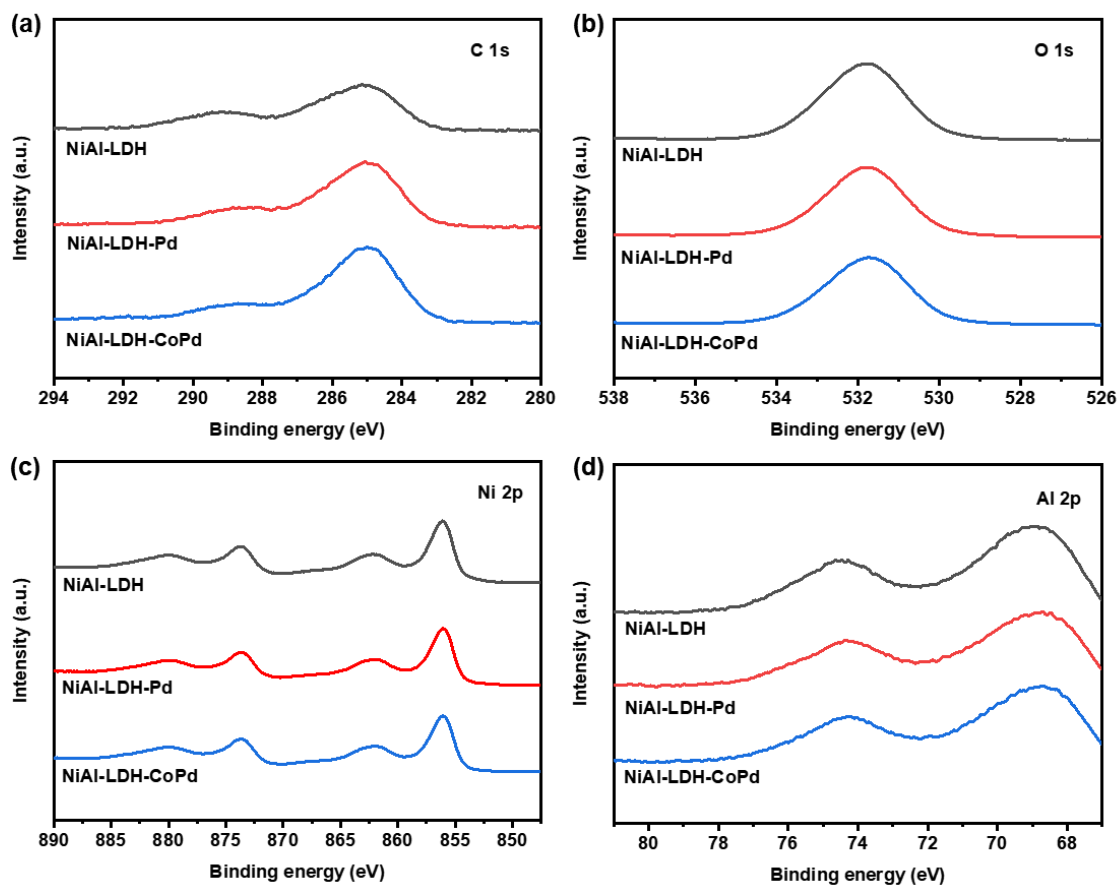 (a)
C 1s
NiAl-LDH
NiAl-LDH-Pd
NiAl-LDH-CoPd
Intensity (a.u.)
294 292 290 288 286 284 282 280
Binding energy (eV)
(b)
O 1s
NiAl-LDH
NiAl-LDH-Pd
NiAl-LDH-CoPd
Intensity (a.u.)
538 536 534 532 530 528 526
Binding energy (eV)
(c)
Ni 2p
NiAl-LDH
NiAl-LDH-Pd
NiAl-LDH-CoPd
Intensity (a.u.)
890 885 880 875 870 865 860 855 850
Binding energy (eV)
(d)
Al 2p
NiAl-LDH
NiAl-LDH-Pd
NiAl-LDH-CoPd
Intensity (a.u.)
80 78 76 74 72 70 68
Binding energy (eV)